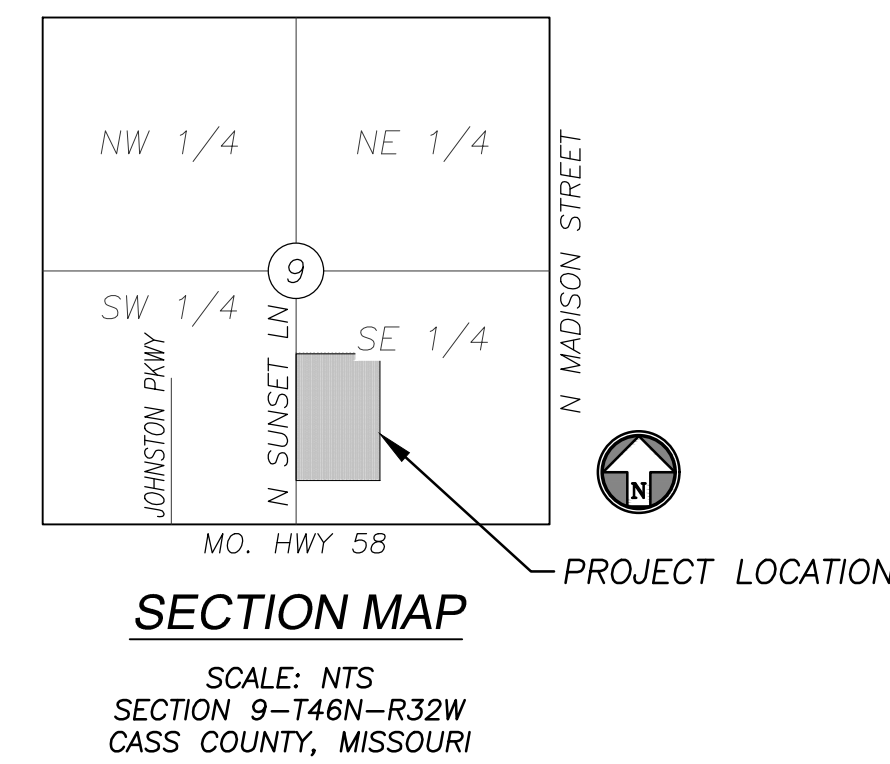 NW 1/4
NE 1/4
N MADISON STREET
9
SW 1/4
SE 1/4
JOHNSTON PKWY
N SUNSET LN
N
MO. HWY 58
PROJECT LOCATION
SECTION MAP
SCALE: NTS
SECTION 9-T46N-R32W
CASS COUNTY, MISSOURI